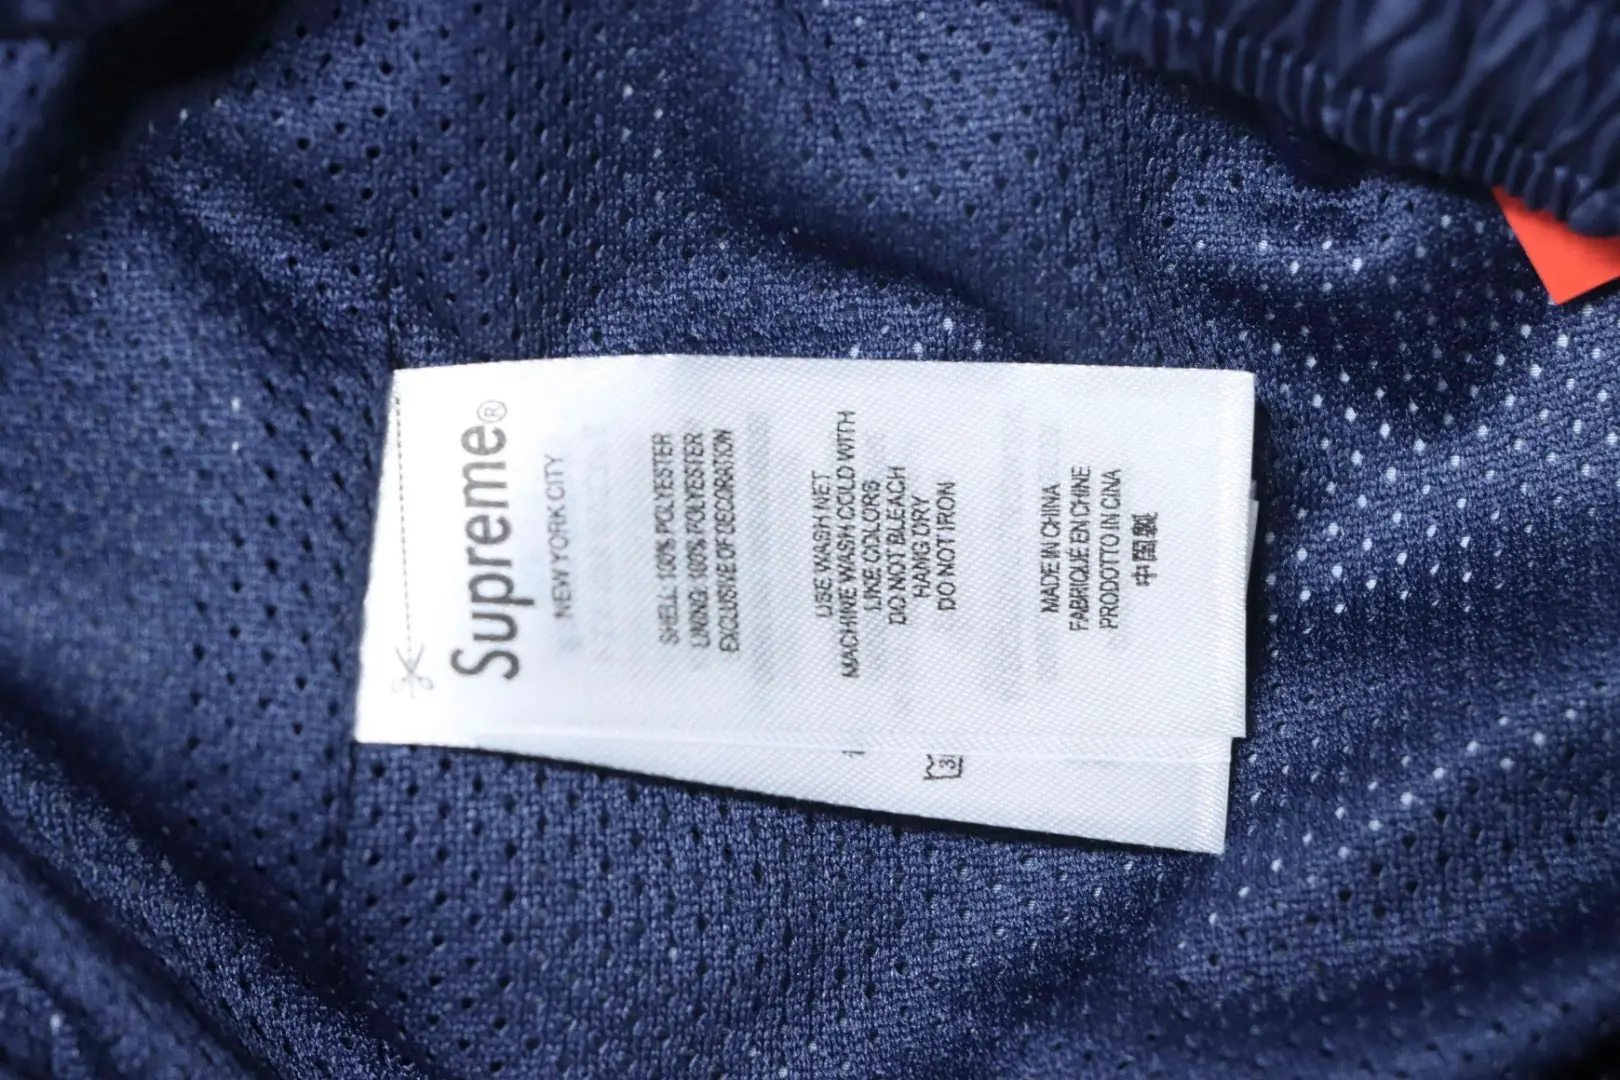 Supreme®
NEW YORK CITY
SHELL: 100% POLYESTER
LINING: 100% POLYESTER
EXCLUSIVE OF DECORATION
USE WASH NET
MACHINE WASH COLD WITH
LIKE COLORS
DO NOT BLEACH
HANG DRY
DO NOT IRON
MADE IN CHINA
FABRIQUÉ EN CHINE
PRODOTTO IN CINA
中國製